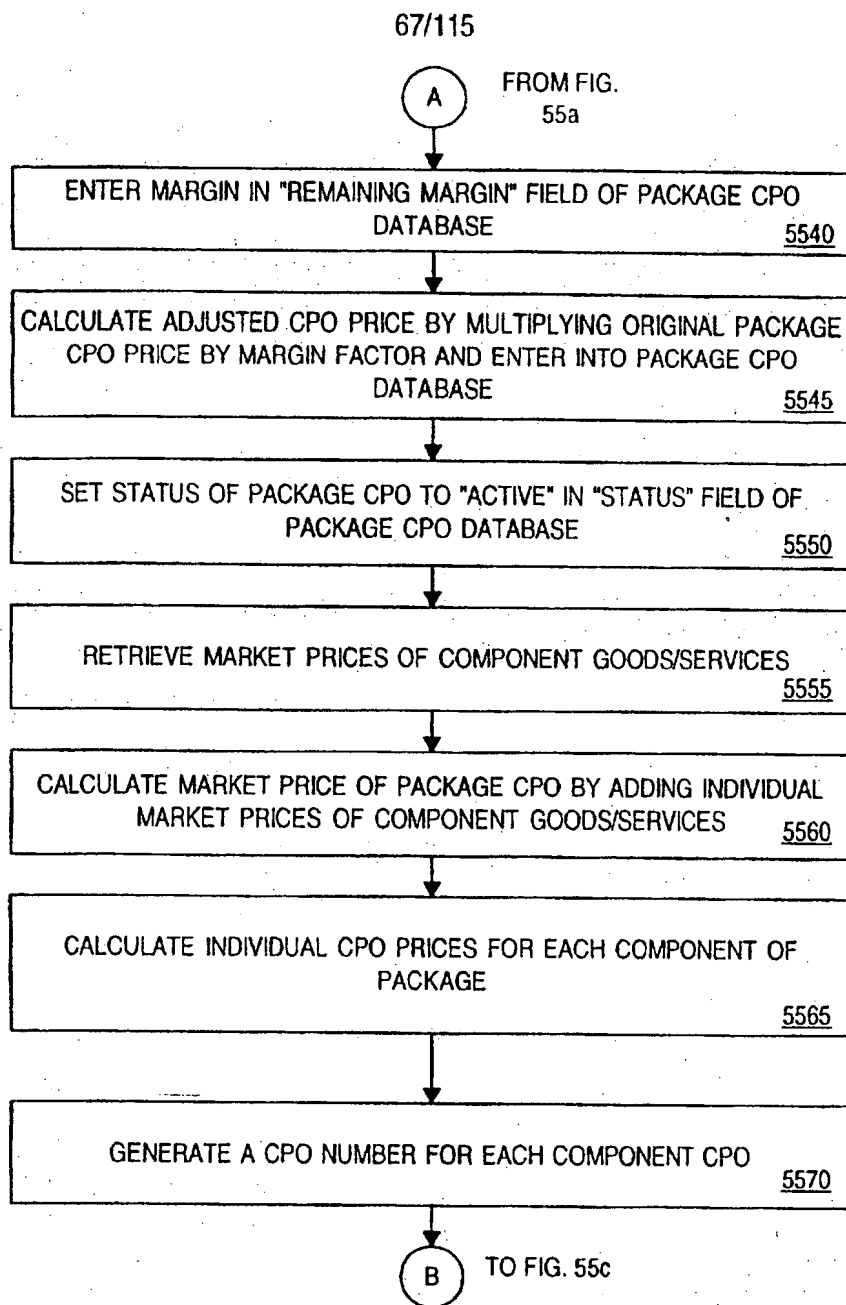 67/115
A
FROM FIG.
55a
ENTER MARGIN IN "REMAINING MARGIN" FIELD OF PACKAGE CPO
DATABASE
5540
CALCULATE ADJUSTED CPO PRICE BY MULTIPLYING ORIGINAL PACKAGE
CPO PRICE BY MARGIN FACTOR AND ENTER INTO PACKAGE CPO
DATABASE
5545
SET STATUS OF PACKAGE CPO TO "ACTIVE" IN "STATUS" FIELD OF
PACKAGE CPO DATABASE
5550
RETRIEVE MARKET PRICES OF COMPONENT GOODS/SERVICES
5555
CALCULATE MARKET PRICE OF PACKAGE CPO BY ADDING INDIVIDUAL
MARKET PRICES OF COMPONENT GOODS/SERVICES
5560
CALCULATE INDIVIDUAL CPO PRICES FOR EACH COMPONENT OF
PACKAGE
5565
GENERATE A CPO NUMBER FOR EACH COMPONENT CPO
5570
B
TO FIG. 55c